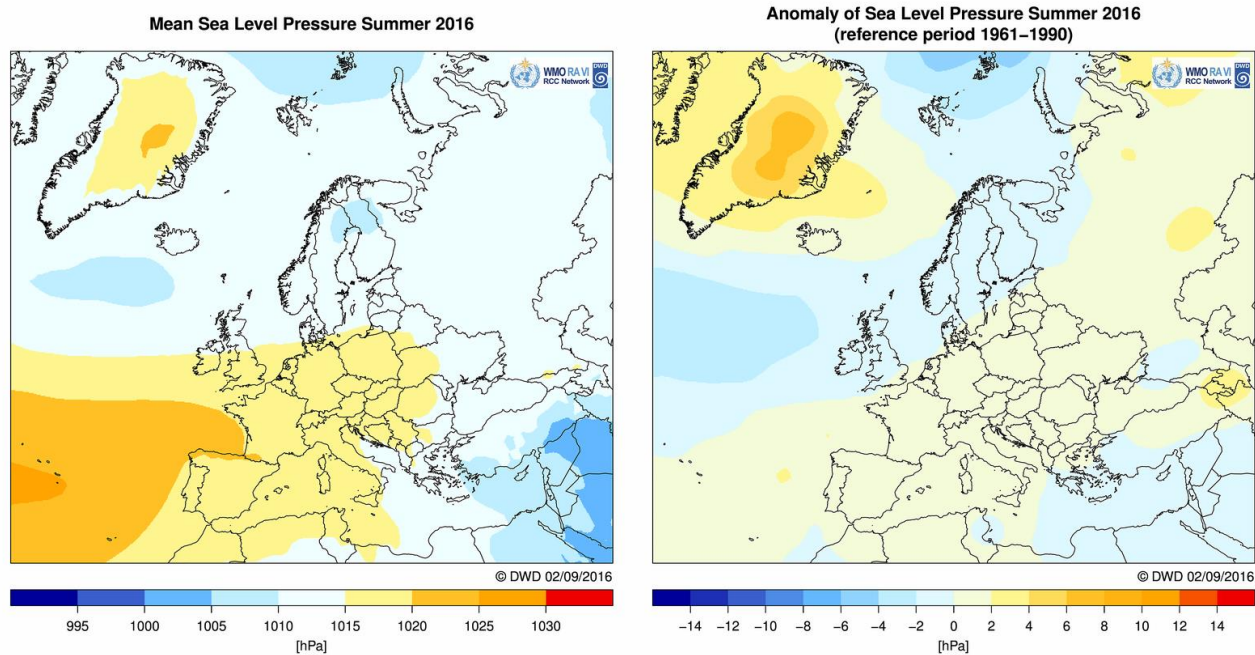 Mean Sea Level Pressure Summer 2016
WMO RA VI
RCC Network
DWD
© DWD 02/09/2016
995 1000 1005 1010 1015 1020 1025 1030
[hPa]
Anomaly of Sea Level Pressure Summer 2016
(reference period 1961−1990)
WMO RA VI
RCC Network
DWD
© DWD 02/09/2016
−14 −12 −10 −8 −6 −4 −2 0 2 4 6 8 10 12 14
[hPa]